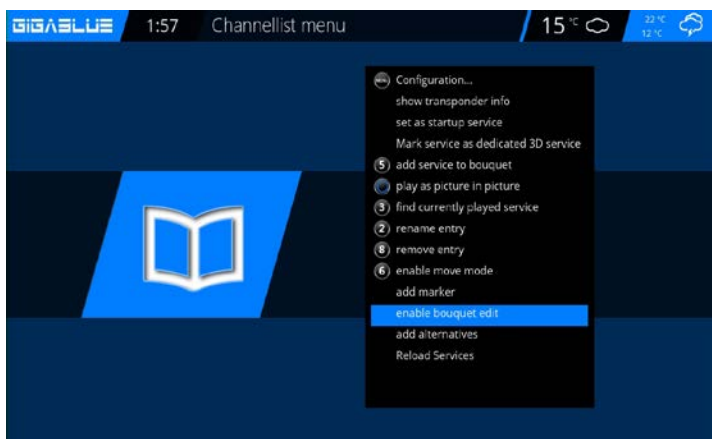 GIGABLUE 1:57 Channellist menu 15 °C 22 °C
12 °C
MENU Configuration...
show transponder info
set as startup service
Mark service as dedicated 3D service
5 add service to bouquet
play as picture in picture
3 find currently played service
2 rename entry
8 remove entry
6 enable move mode
add marker
enable bouquet edit
add alternatives
Reload Services